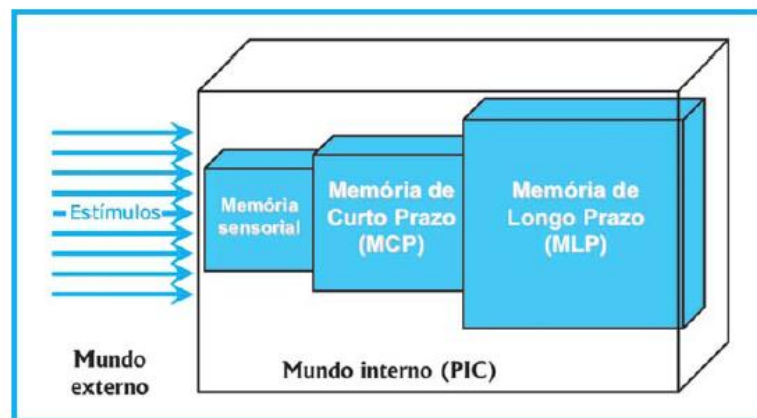 Estímulos
Memória
sensorial
Memória de
Curto Prazo
(MCP)
Memória de
Longo Prazo
(MLP)
Mundo
externo
Mundo interno (PIC)